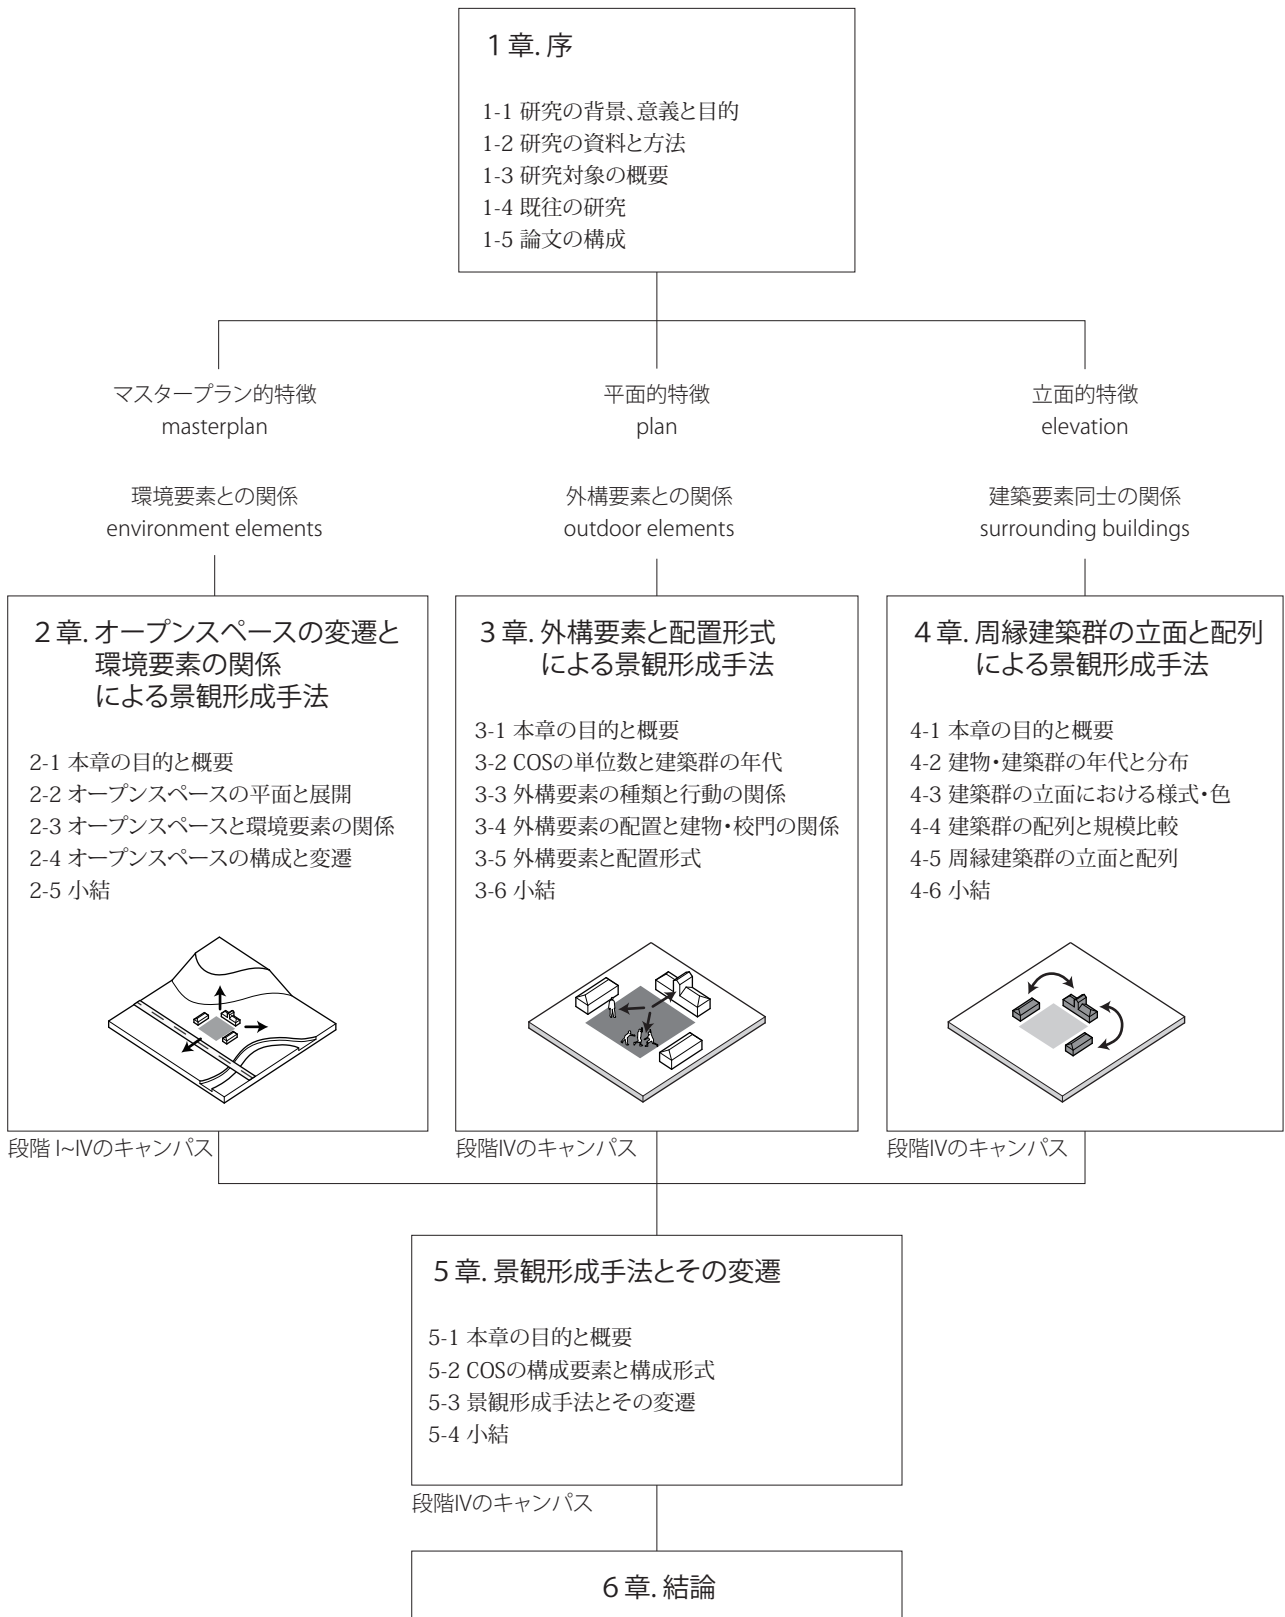 1章. 序
1-1 研究の背景、意義と目的
1-2 研究の資料と方法
1-3 研究対象の概要
1-4 既往の研究
1-5 論文の構成
マスタープラン的特徴
masterplan
環境要素との関係
environment elements
平面的特徴
plan
外構要素との関係
outdoor elements
立面的特徴
elevation
建築要素同士の関係
surrounding buildings
2章. オープンスペースの変遷と
環境要素の関係
による景観形成手法
2-1 本章の目的と概要
2-2 オープンスペースの平面と展開
2-3 オープンスペースと環境要素の関係
2-4 オープンスペースの構成と変遷
2-5 小結
段階 I~IVのキャンパス
3章. 外構要素と配置形式
による景観形成手法
3-1 本章の目的と概要
3-2 COSの単位数と建築群の年代
3-3 外構要素の種類と行動の関係
3-4 外構要素の配置と建物・校門の関係
3-5 外構要素と配置形式
3-6 小結
段階IVのキャンパス
4章. 周縁建築群の立面と配列
による景観形成手法
4-1 本章の目的と概要
4-2 建物・建築群の年代と分布
4-3 建築群の立面における様式・色
4-4 建築群の配列と規模比較
4-5 周縁建築群の立面と配列
4-6 小結
段階IVのキャンパス
5章. 景観形成手法とその変遷
5-1 本章の目的と概要
5-2 COSの構成要素と構成形式
5-3 景観形成手法とその変遷
5-4 小結
段階IVのキャンパス
6章. 結論